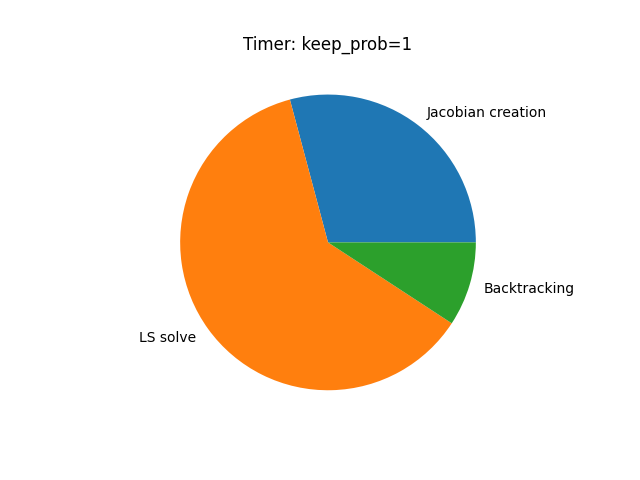 Timer: keep_prob=1
Jacobian creation
Backtracking
LS solve